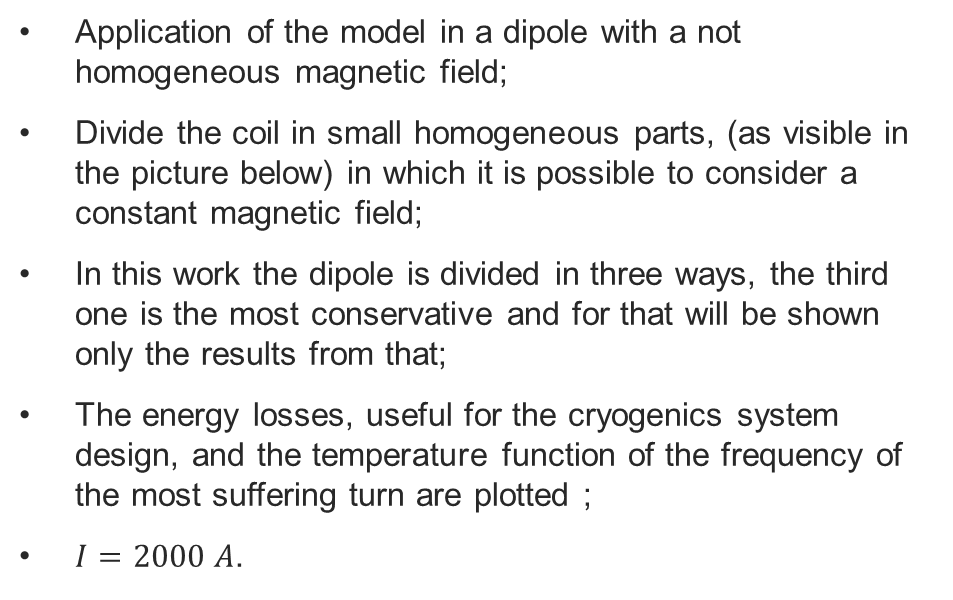 • Application of the model in a dipole with a not
homogeneous magnetic field;
• Divide the coil in small homogeneous parts, (as visible in
the picture below) in which it is possible to consider a
constant magnetic field;
• In this work the dipole is divided in three ways, the third
one is the most conservative and for that will be shown
only the results from that;
• The energy losses, useful for the cryogenics system
design, and the temperature function of the frequency of
the most suffering turn are plotted ;
• I = 2000 A.